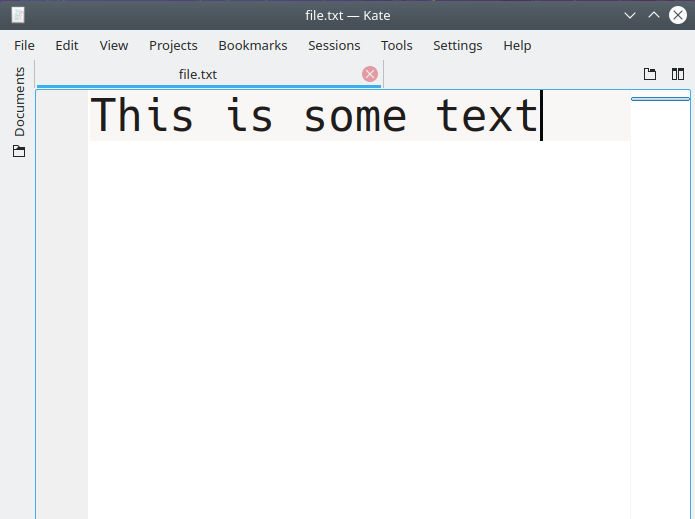 file.txt — Kate
File Edit View Projects Bookmarks Sessions Tools Settings Help
Documents
file.txt
This is some text